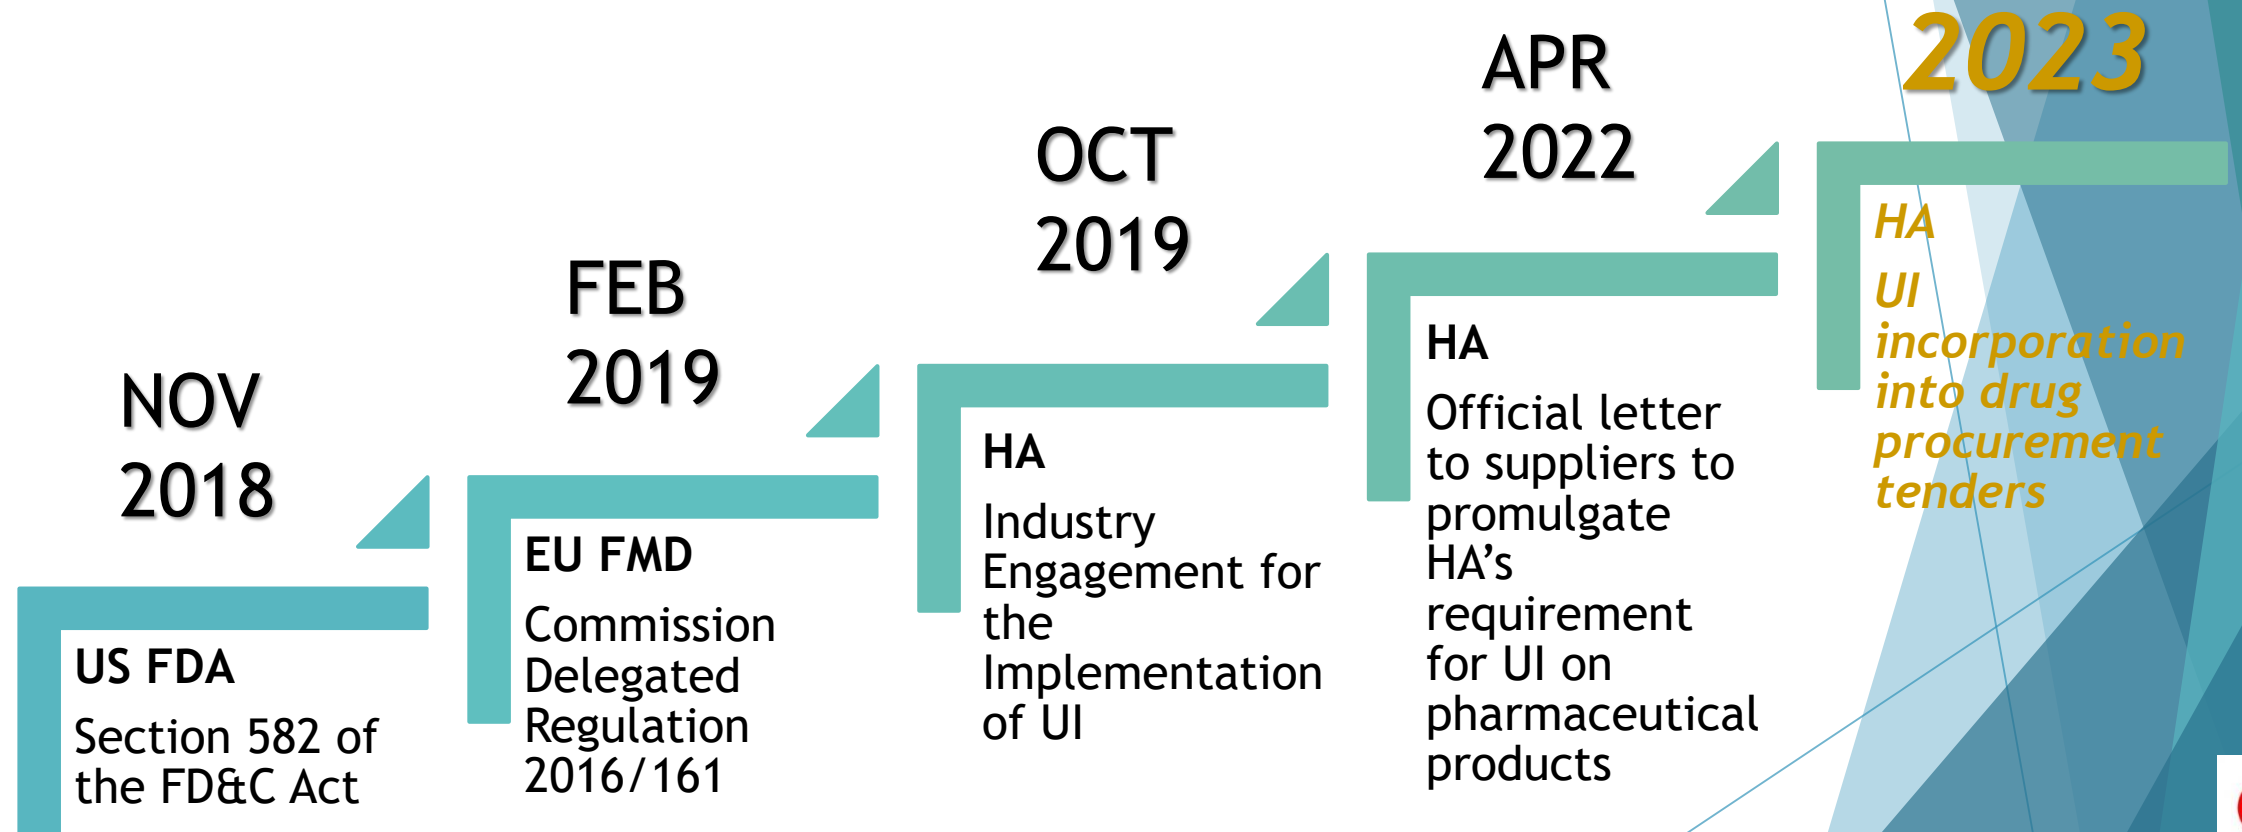 NOV
2018
US FDA
Section 582 of
the FD&C Act
FEB
2019
EU FMD
Commission
Delegated
Regulation
2016/161
OCT
2019
HA
Industry
Engagement for
the
Implementation
of UI
APR
2022
HA
Official letter
to suppliers to
promulgate
HA’s
requirement
for UI on
pharmaceutical
products
2023
HA
UI
incorporation
into drug
procurement
tenders